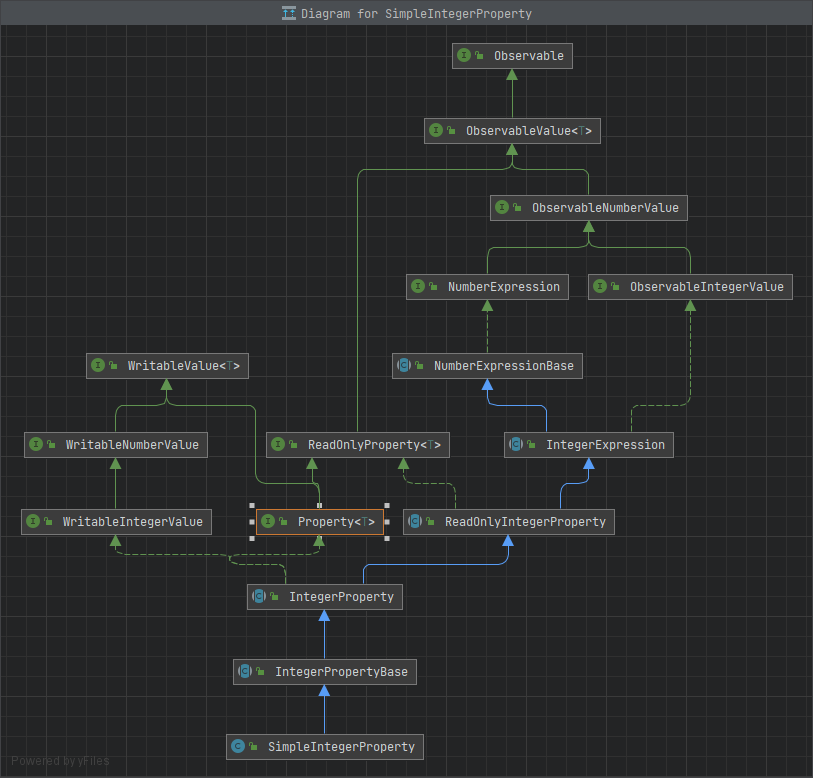 Diagram for SimpleIntegerProperty
I Observable
I ObservableValue<T>
I ObservableNumberValue
I NumberExpression
I ObservableIntegerValue
I WritableValue<T>
C NumberExpressionBase
I WritableNumberValue
I ReadOnlyProperty<T>
C IntegerExpression
I WritableIntegerValue
I Property<T>
C ReadOnlyIntegerProperty
C IntegerProperty
C IntegerPropertyBase
C SimpleIntegerProperty
Powered by yFiles